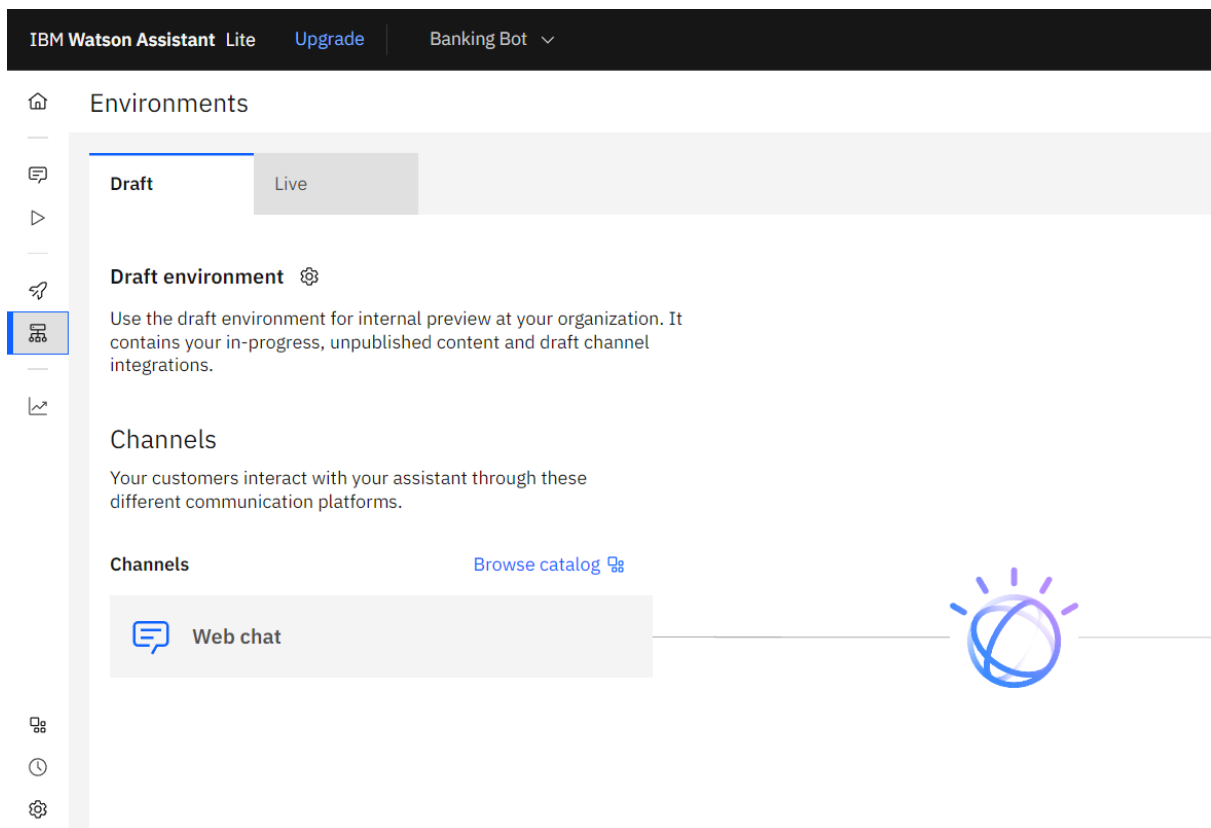 IBM Watson Assistant Lite Upgrade Banking Bot
Environments
Draft Live
Draft environment
Use the draft environment for internal preview at your organization. It
contains your in-progress, unpublished content and draft channel
integrations.
Channels
Your customers interact with your assistant through these
different communication platforms.
Channels Browse catalog
Web chat